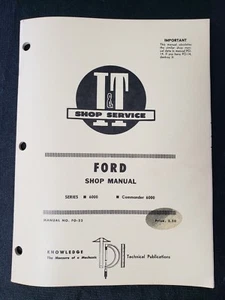 IMPORTANT
I&T
SHOP SERVICE
FORD
SHOP MANUAL
SERIES ■ 6000 ■ Commander 6000
MANUAL NO. FO-25
KNOWLEDGE
The Measure of a Mechanic
Technical Publications